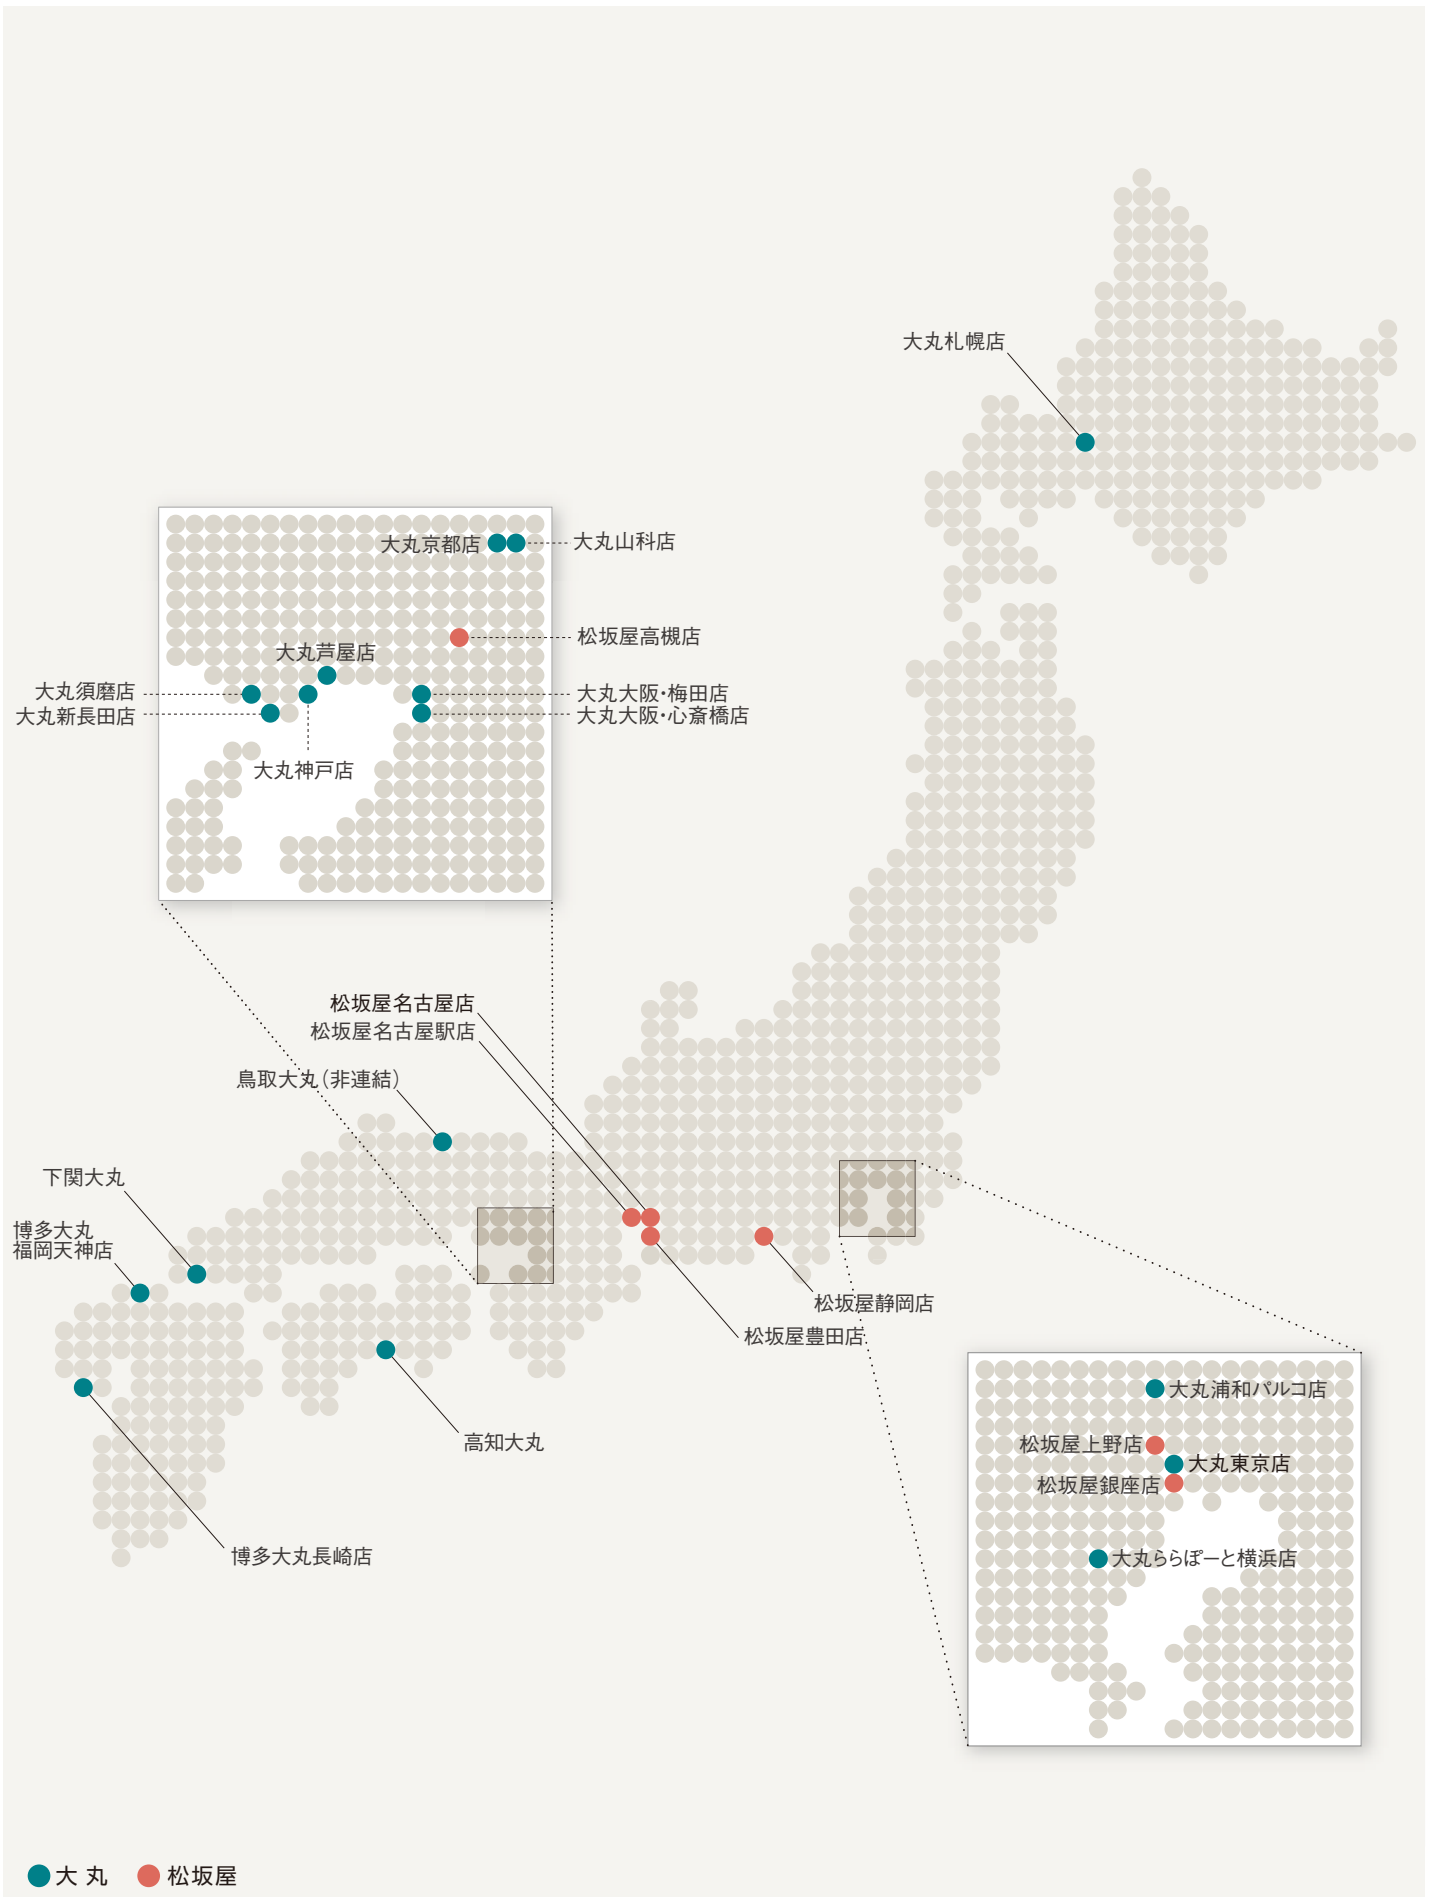 大丸札幌店
大丸京都店
大丸山科店
松坂屋高槻店
大丸芦屋店
大丸須磨店
大丸新長田店
大丸大阪・梅田店
大丸大阪・心斎橋店
大丸神戸店
松坂屋名古屋店
松坂屋名古屋駅店
鳥取大丸（非連結）
下関大丸
博多大丸
福岡天神店
松坂屋静岡店
松坂屋豊田店
高知大丸
博多大丸長崎店
大丸浦和パルコ店
松坂屋上野店
大丸東京店
松坂屋銀座店
大丸ららぽーと横浜店
大 丸
松坂屋